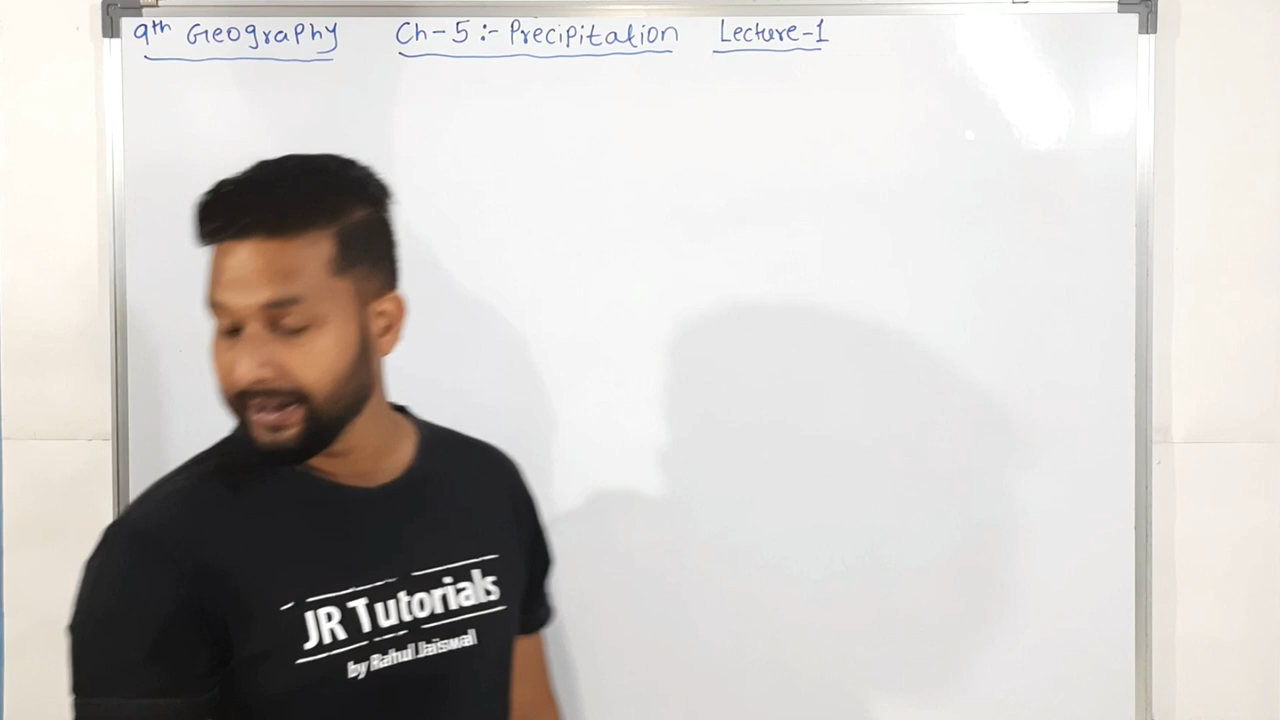 9th Geography Ch-5:- Precipitation Lecture-1
JR Tutorials
by Rahul Jaiswal